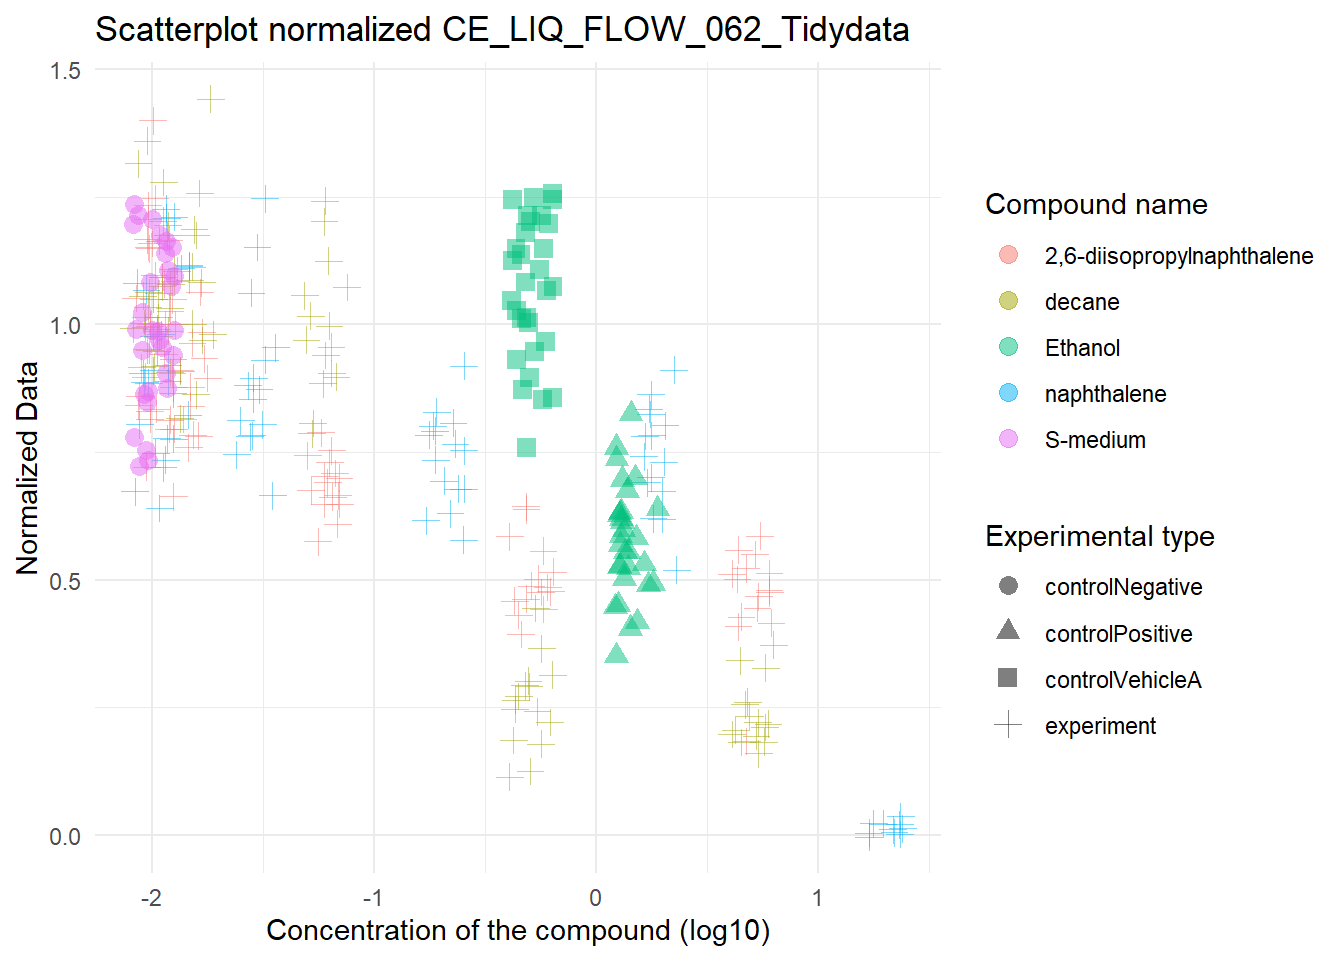 Scatterplot normalized CE_LIQ_FLOW_062_Tidydata
1.5
1.0
0.5
0.0
Normalized Data
-2
-1
0
1
Concentration of the compound (log10)
Compound name
2,6-diisopropylnaphthalene
decane
Ethanol
naphthalene
S-medium
Experimental type
controlNegative
controlPositive
controlVehicleA
experiment